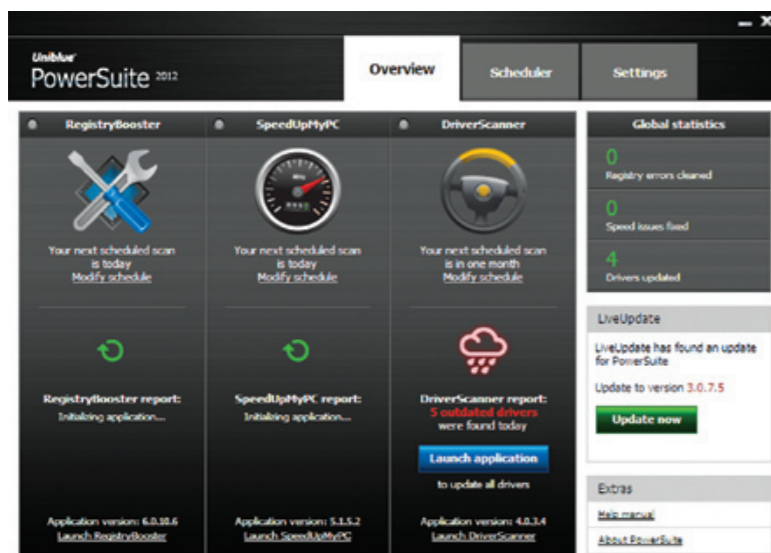 Uniblue
PowerSuite 2012
Overview
Scheduler
Settings
RegistryBooster
Your next scheduled scan
is today
Modify schedule
RegistryBooster report:
Initializing application...
Application version: 6.0.10.6
Launch RegistryBooster
SpeedUpMyPC
Your next scheduled scan
is today
Modify schedule
SpeedUpMyPC report:
Initializing application...
Application version: 5.1.5.2
Launch SpeedUpMyPC
DriverScanner
Your next scheduled scan
is in one month
Modify schedule
DriverScanner report:
5 outdated drivers
were found today
Launch application
to update all drivers
Application version: 4.0.3.4
Launch DriverScanner
Global statistics
0
Registry errors cleaned
0
Speed issues fixed
4
Drivers updated
LiveUpdate
LiveUpdate has found an update
for PowerSuite
Update to version 3.0.7.5
Update now
Extras
Help manual
About PowerSuite